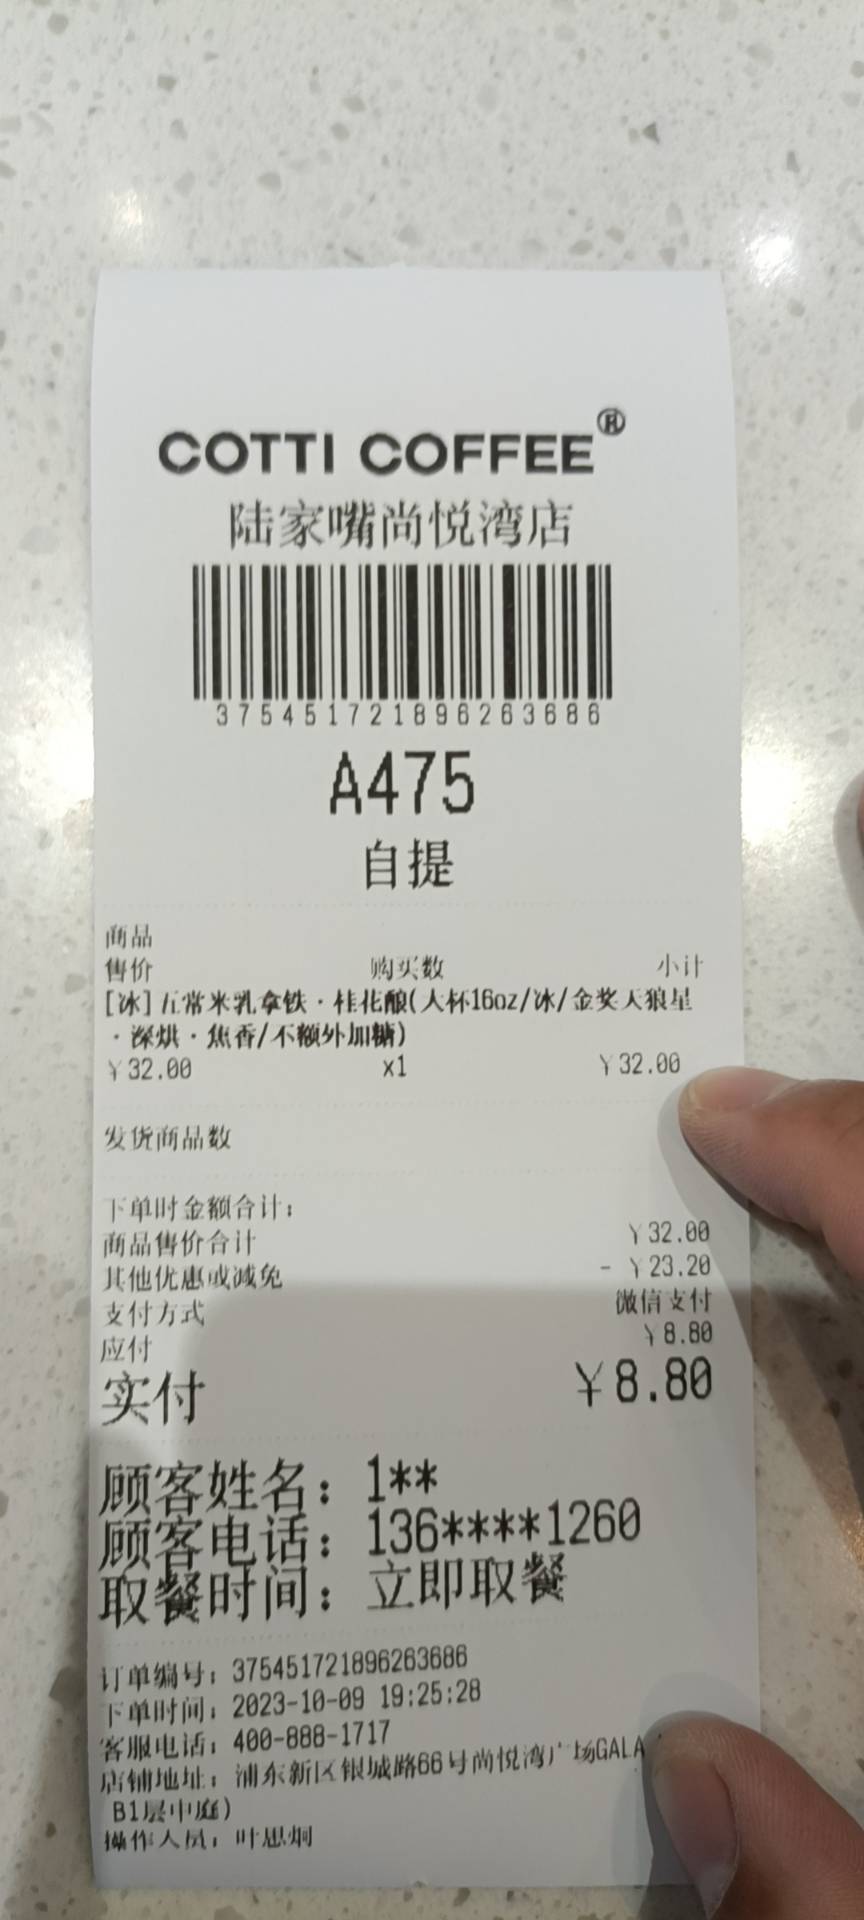 COTTI COFFEE®
陆家嘴尚悦湾店
375451721896263686
A475
自提
商品
售价 购买数 小计
[冰]五常米乳拿铁·桂花酿(大杯16oz/冰/金奖天狼星
·深烘·焦香/不额外加糖)
¥32.00 x1 ¥32.00
发货商品数
下单时金额合计:
商品售价合计 ¥32.00
其他优惠或减免 - ¥23.20
支付方式 微信支付
应付 ¥8.80
实付 ¥8.80
顾客姓名: 1**
顾客电话: 136****1260
取餐时间: 立即取餐
订单编号: 375451721896263686
下单时间: 2023-10-09 19:25:28
客服电话: 400-888-1717
店铺地址: 浦东新区银城路66号尚悦湾广场GALA
B1层中庭)
操作人员: 叶思炯